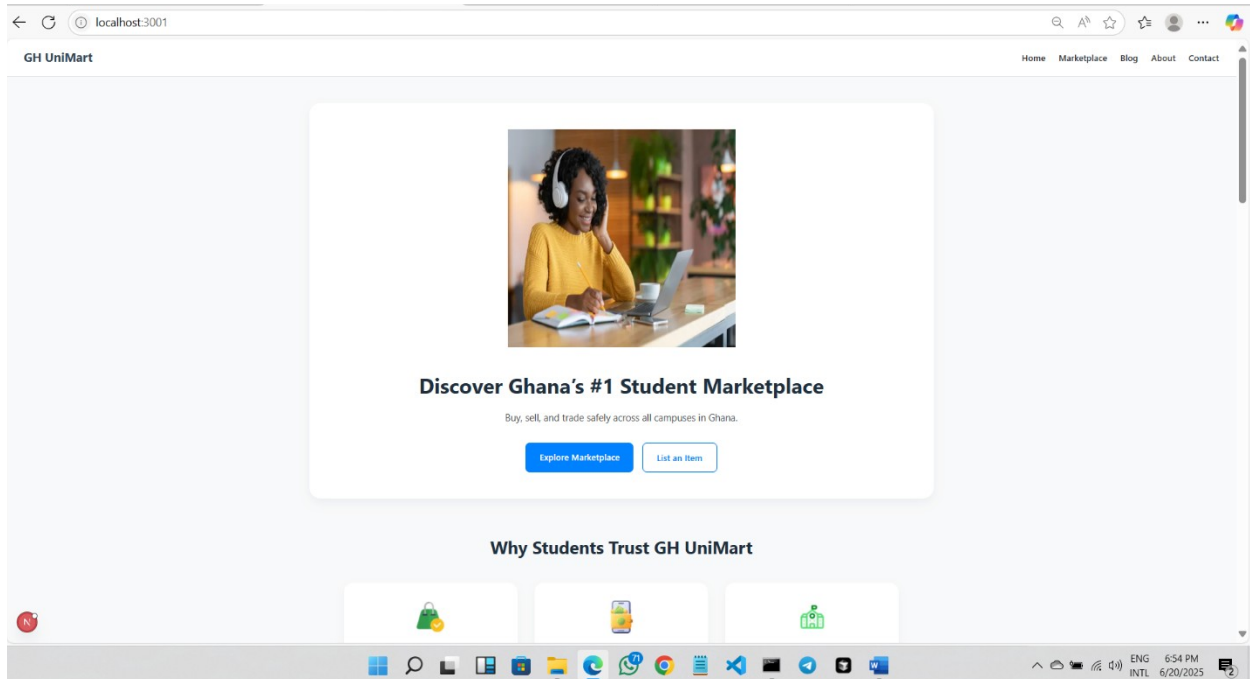 localhost:3001
GH UniMart
Home Marketplace Blog About Contact
Discover Ghana’s #1 Student Marketplace
Buy, sell, and trade safely across all campuses in Ghana.
Explore Marketplace List an Item
Why Students Trust GH UniMart
N
71
ENG 6:54 PM
INTL 6/20/2025
2